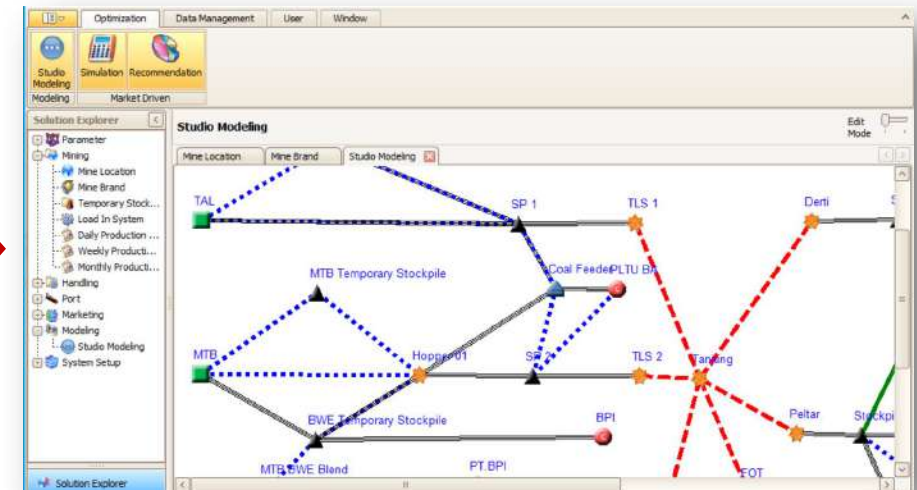 Optimization Data Management User Window
Studio Modeling
Simulation
Recommendation
Modeling
Market Driven
Solution Explorer
Parameter
Mining
Mine Location
Mine Brand
Temporary Stock...
Load In System
Daily Production ...
Weekly Producti...
Monthly Producti...
Handling
Port
Marketing
Modeling
Studio Modeling
System Setup
Solution Explorer
Studio Modeling
Edit
Mode
Mine Location Mine Brand Studio Modeling
TAL SP 1 TLS 1 Derti
MTB Temporary Stockpile Coal Feeder PLTU BA
MTB Hopper 01 SP 2 TLS 2
BWE Temporary Stockpile BPI Peltar
MTB BWE Blend PT.BPI